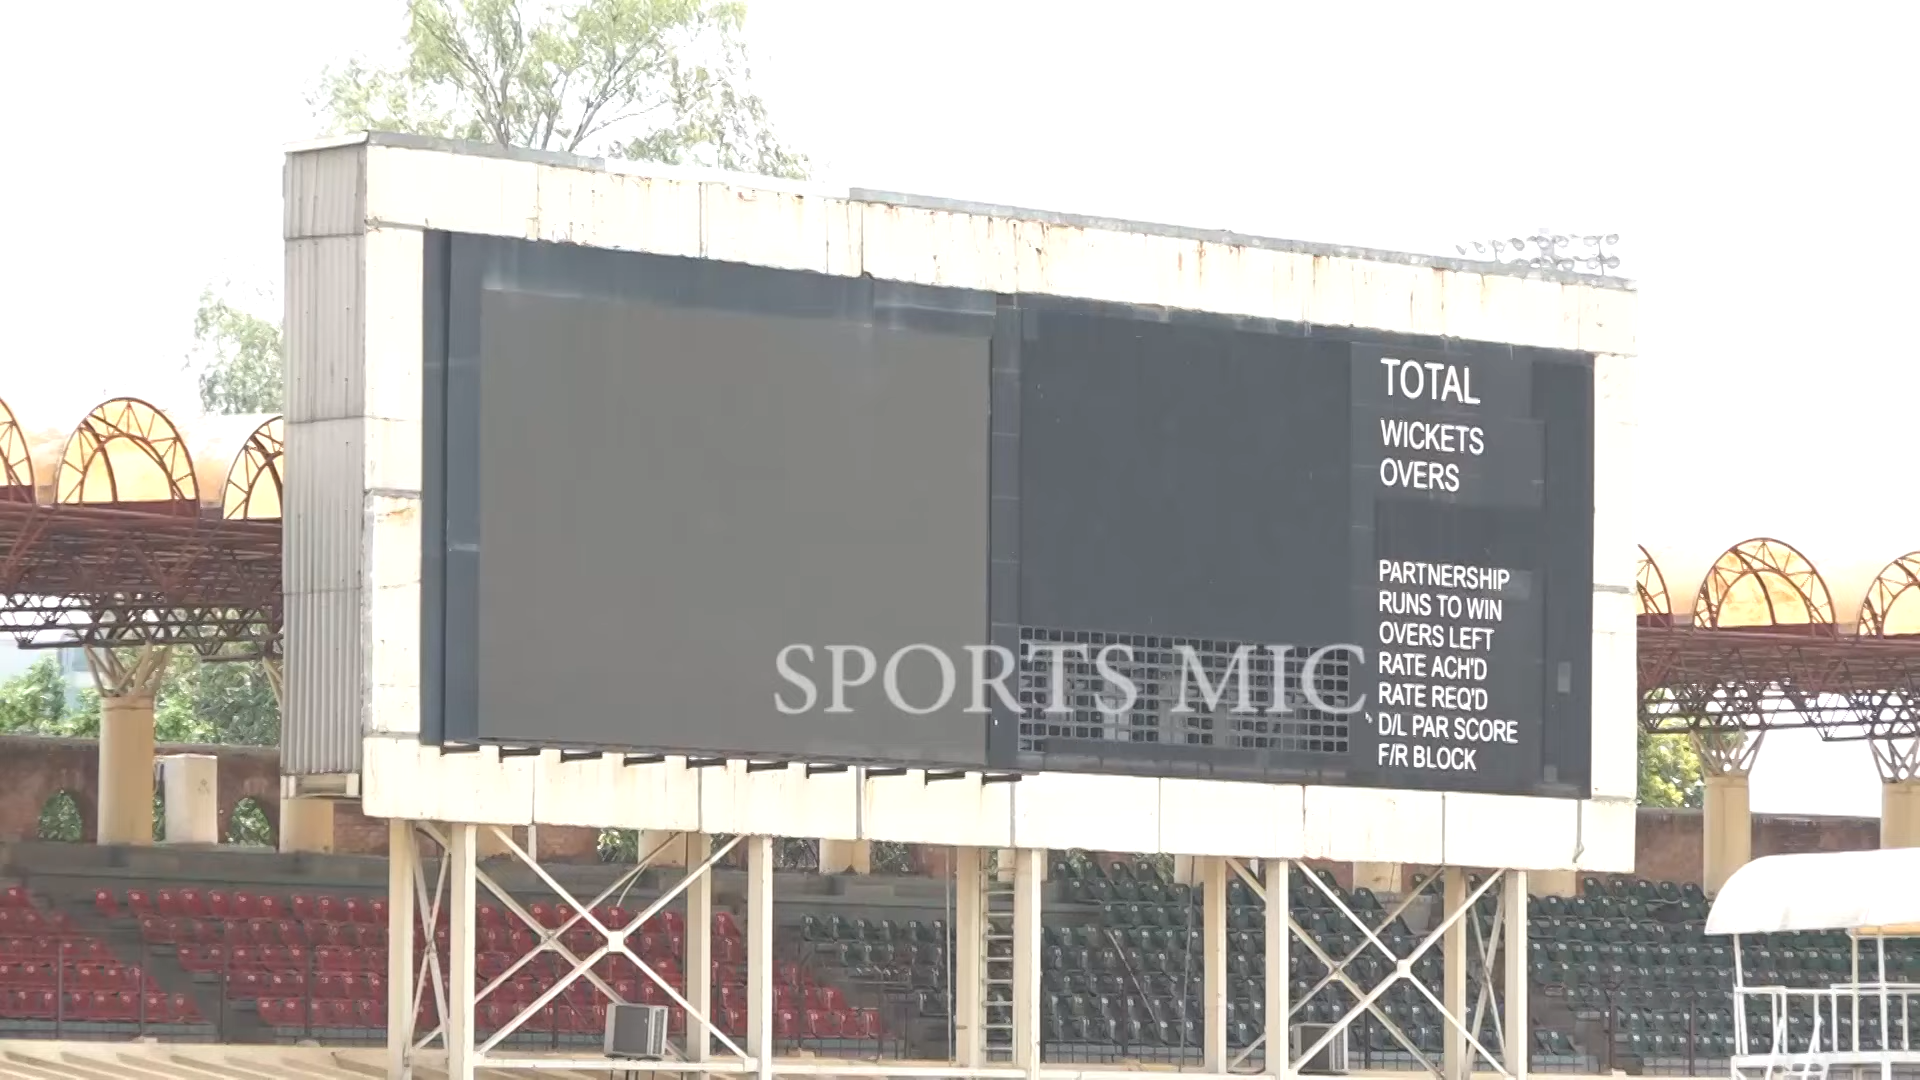 TOTAL
WICKETS
OVERS
PARTNERSHIP
RUNS TO WIN
OVERS LEFT
RATE ACH'D
RATE REQ'D
D/L PAR SCORE
F/R BLOCK
SPORTS MIC